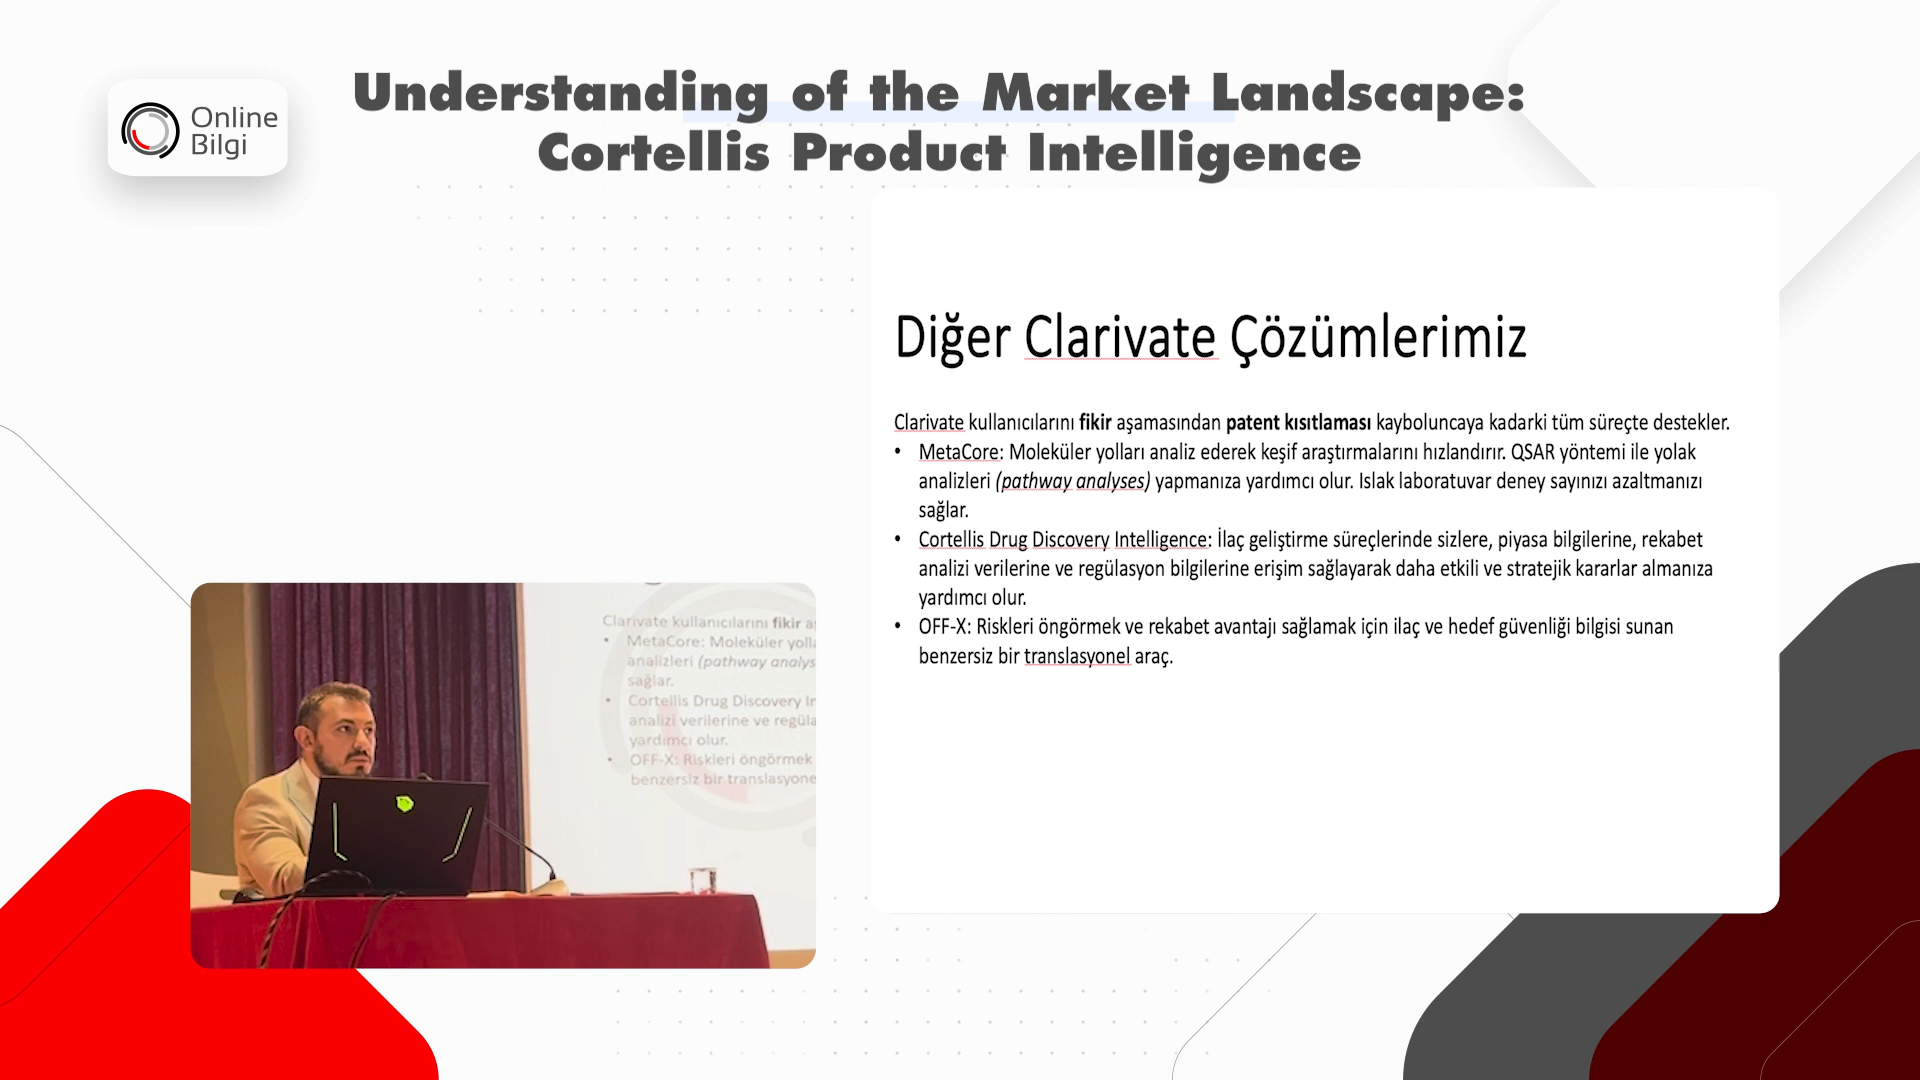 Online
Bilgi
Understanding of the Market Landscape:
Cortellis Product Intelligence
Diğer Clarivate Çözümlerimiz
Clarivate kullanıcılarını fikir aşamasından patent kısıtlaması kayboluncaya kadarki tüm süreçte destekler.
• MetaCore: Moleküler yolları analiz ederek keşif araştırmalarını hızlandırır. QSAR yöntemi ile yolak
analizleri (pathway analyses) yapmanıza yardımcı olur. Islak laboratuvar deney sayınızı azaltmanızı
sağlar.
• Cortellis Drug Discovery Intelligence: İlaç geliştirme süreçlerinde sizlere, piyasa bilgilerine, rekabet
analizi verilerine ve regülasyon bilgilerine erişim sağlayarak daha etkili ve stratejik kararlar almanıza
yardımcı olur.
• OFF-X: Riskleri öngörmek ve rekabet avantajı sağlamak için ilaç ve hedef güvenliği bilgisi sunan
benzersiz bir translasyonel araç.
Clarivate kullanıcılarını fikir
• MetaCore: Moleküler
analizleri (pathway
sağlar.
• Cortellis Drug Discovery
analizi verilerine ve
yardımcı olur.
• OFF-X: Riskleri öngörmek
benzersiz bir